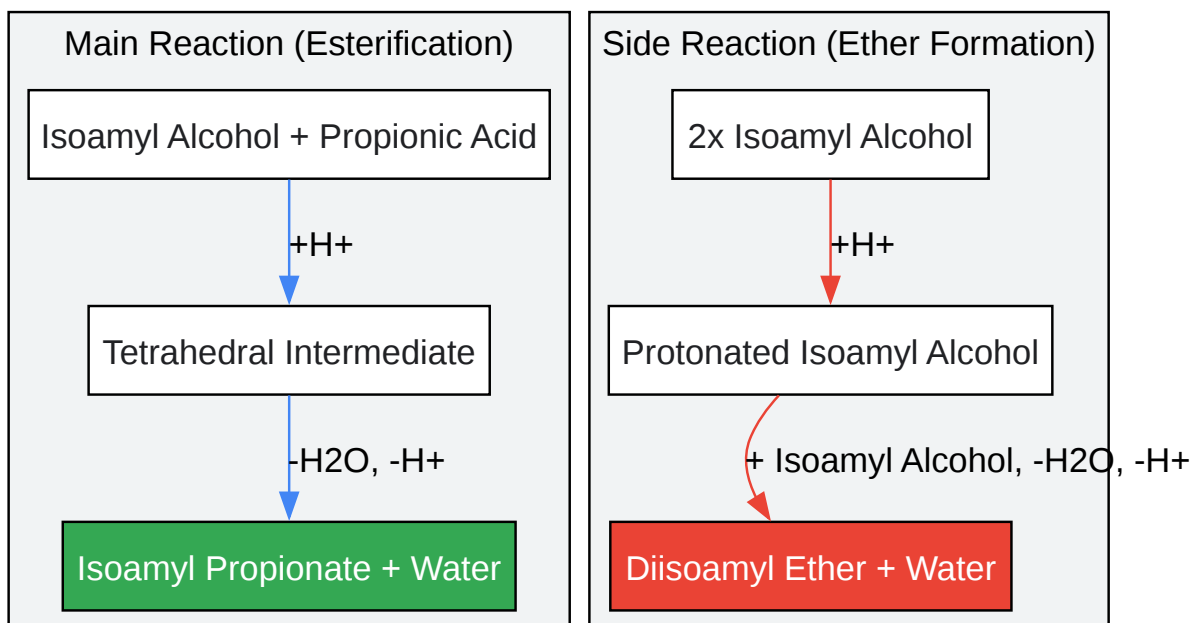 Main Reaction (Esterification)
Isoamyl Alcohol + Propionic Acid
+H+
Tetrahedral Intermediate
-H2O, -H+
Isoamyl Propionate + Water
Side Reaction (Ether Formation)
2x Isoamyl Alcohol
+H+
Protonated Isoamyl Alcohol
+ Isoamyl Alcohol, -H2O, -H+
Diisoamyl Ether + Water